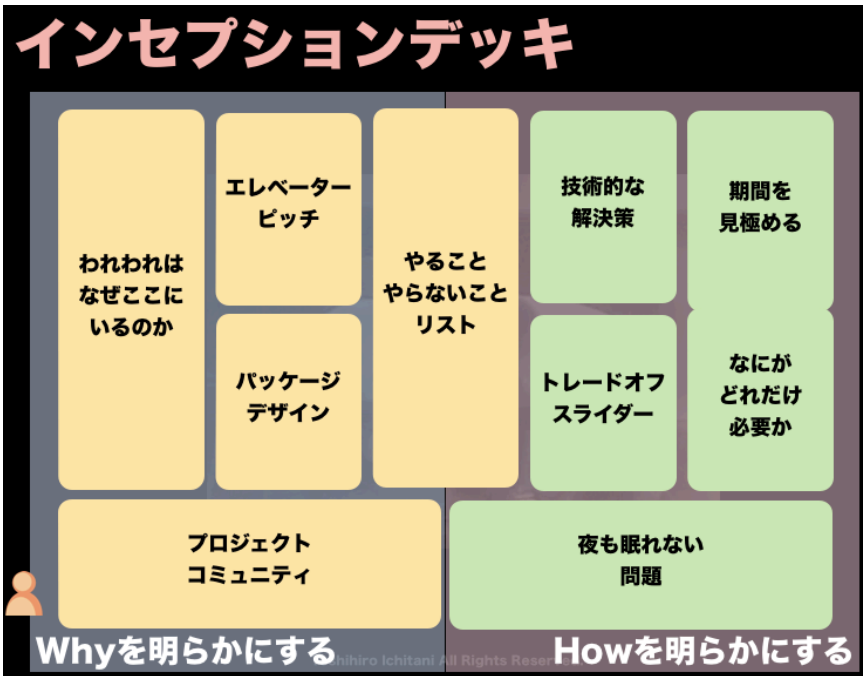 インセプションデッキ
われわれは
なぜここに
いるのか
エレベーター
ピッチ
パッケージ
デザイン
やること
やらないこと
リスト
技術的な
解決策
トレードオフ
スライダー
期間を
見極める
なにが
どれだけ
必要か
プロジェクト
コミュニティ
夜も眠れない
問題
Whyを明らかにする
Howを明らかにする
Ichitani All Rights